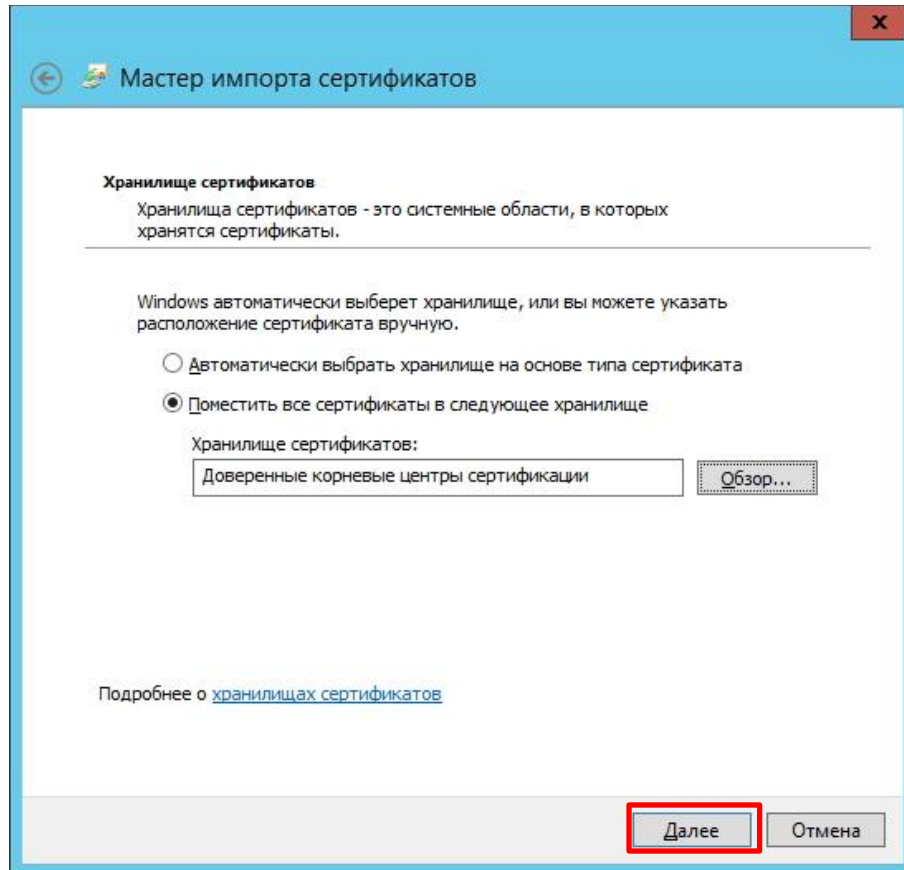 x
Мастер импорта сертификатов
Хранилище сертификатов
Хранилища сертификатов - это системные области, в которых
хранятся сертификаты.
Windows автоматически выберет хранилище, или вы можете указать
расположение сертификата вручную.
Автоматически выбрать хранилище на основе типа сертификата
Поместить все сертификаты в следующее хранилище
Хранилище сертификатов:
Доверенные корневые центры сертификации
Обзор...
Подробнее о хранилищах сертификатов
Далее
Отмена